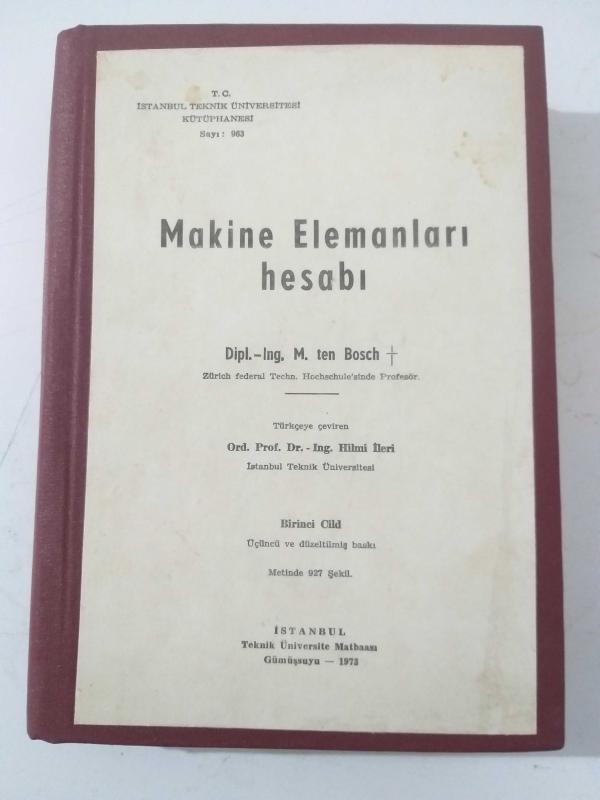 T. C.
İSTANBUL TEKNİK ÜNİVERSİTESİ
KÜTÜPHANESİ
Sayı : 963
Makine Elemanları
hesabı
Dipl.-Ing. M. ten Bosch †
Zürich federal Techn. Hochschule'sinde Profesör.
Türkçeye çeviren
Ord. Prof. Dr. - Ing. Hilmi İleri
İstanbul Teknik Üniversitesi
Birinci Cild
Üçüncü ve düzeltilmiş baskı
Metinde 927 Şekil.
İSTANBUL
Teknik Üniversite Matbaası
Gümüşsuyu — 1973